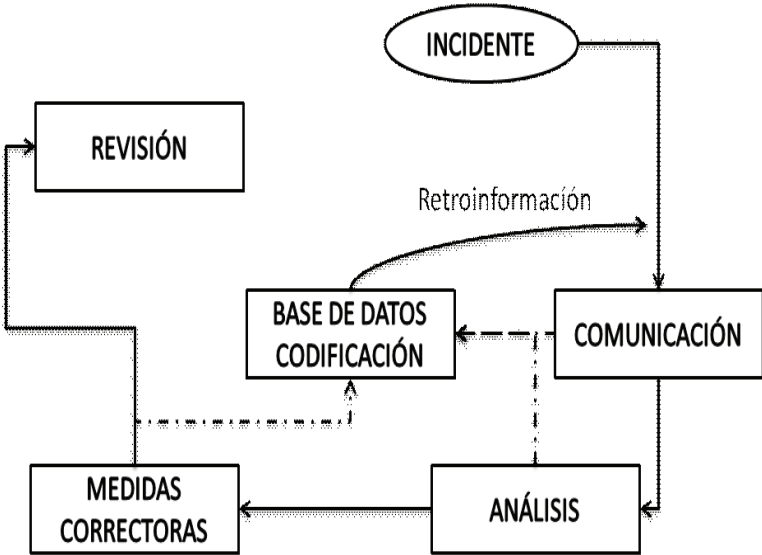 INCIDENTE
REVISIÓN
Retroinformación
BASE DE DATOS
CODIFICACIÓN
COMUNICACIÓN
MEDIDAS
CORRECTORAS
ANÁLISIS